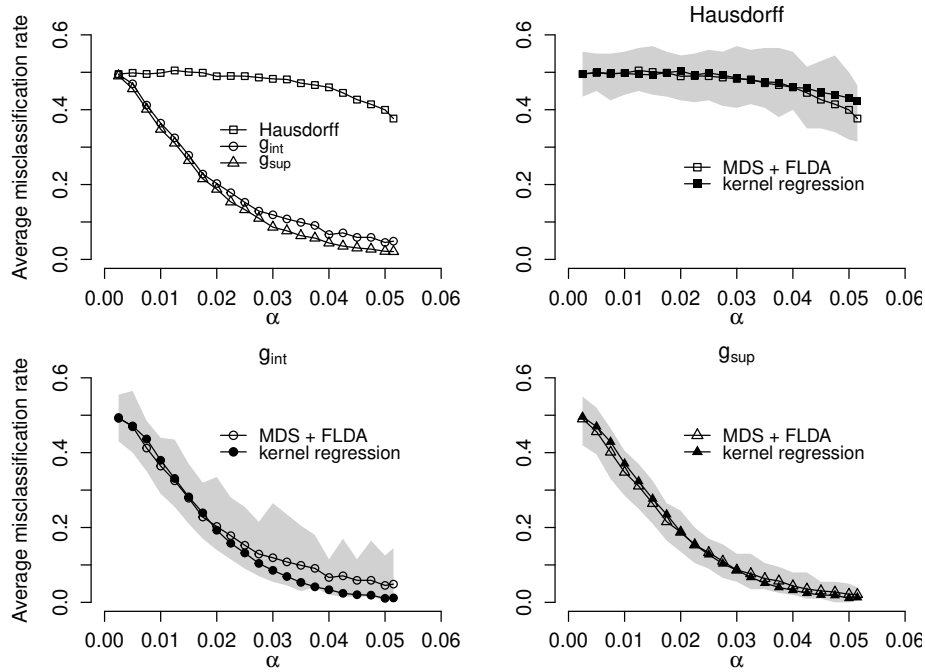 Average misclassification rate
0.0 0.2 0.4 0.6
Hausdorff
g_int
g_sup
0.00 0.01 0.02 0.03 0.04 0.05 0.06
α
Hausdorff
0.0 0.2 0.4 0.6
MDS + FLDA
kernel regression
0.00 0.01 0.02 0.03 0.04 0.05 0.06
α
g_int
Average misclassification rate
0.0 0.2 0.4 0.6
MDS + FLDA
kernel regression
0.00 0.01 0.02 0.03 0.04 0.05 0.06
α
g_sup
0.0 0.2 0.4 0.6
MDS + FLDA
kernel regression
0.00 0.01 0.02 0.03 0.04 0.05 0.06
α